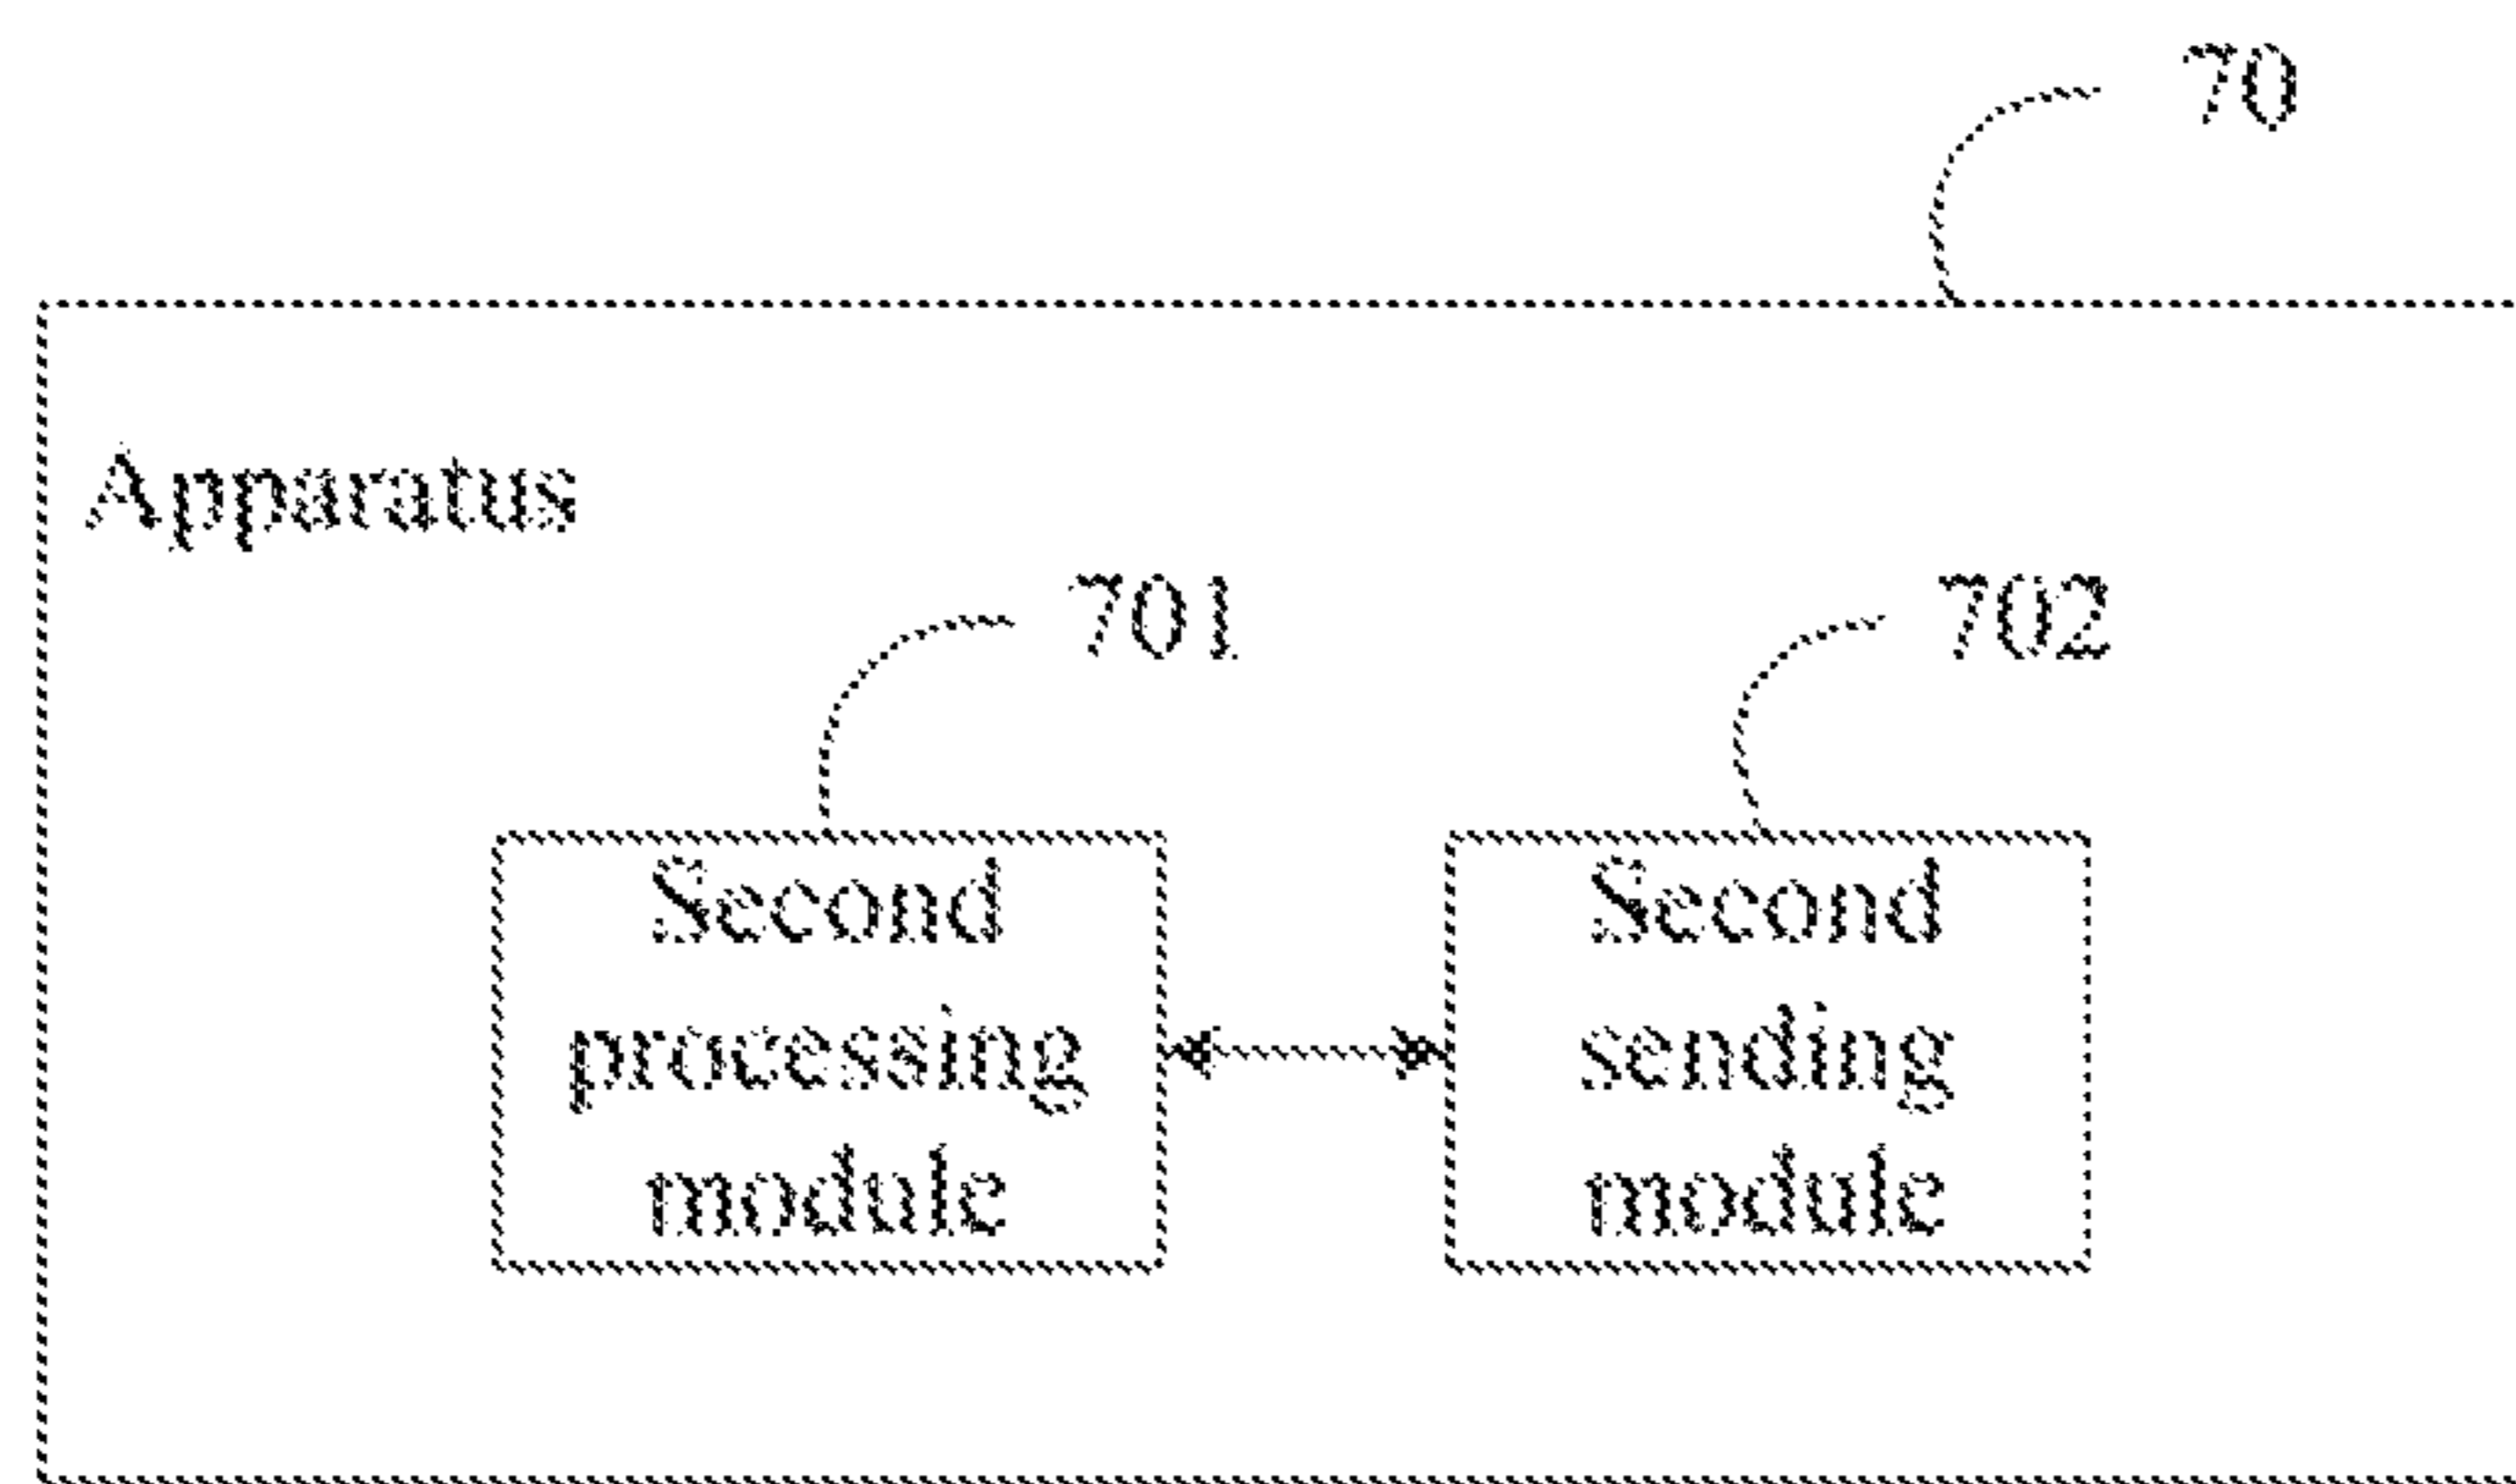 70
Apparatus
701
702
Second
processing
module
Second
sending
module